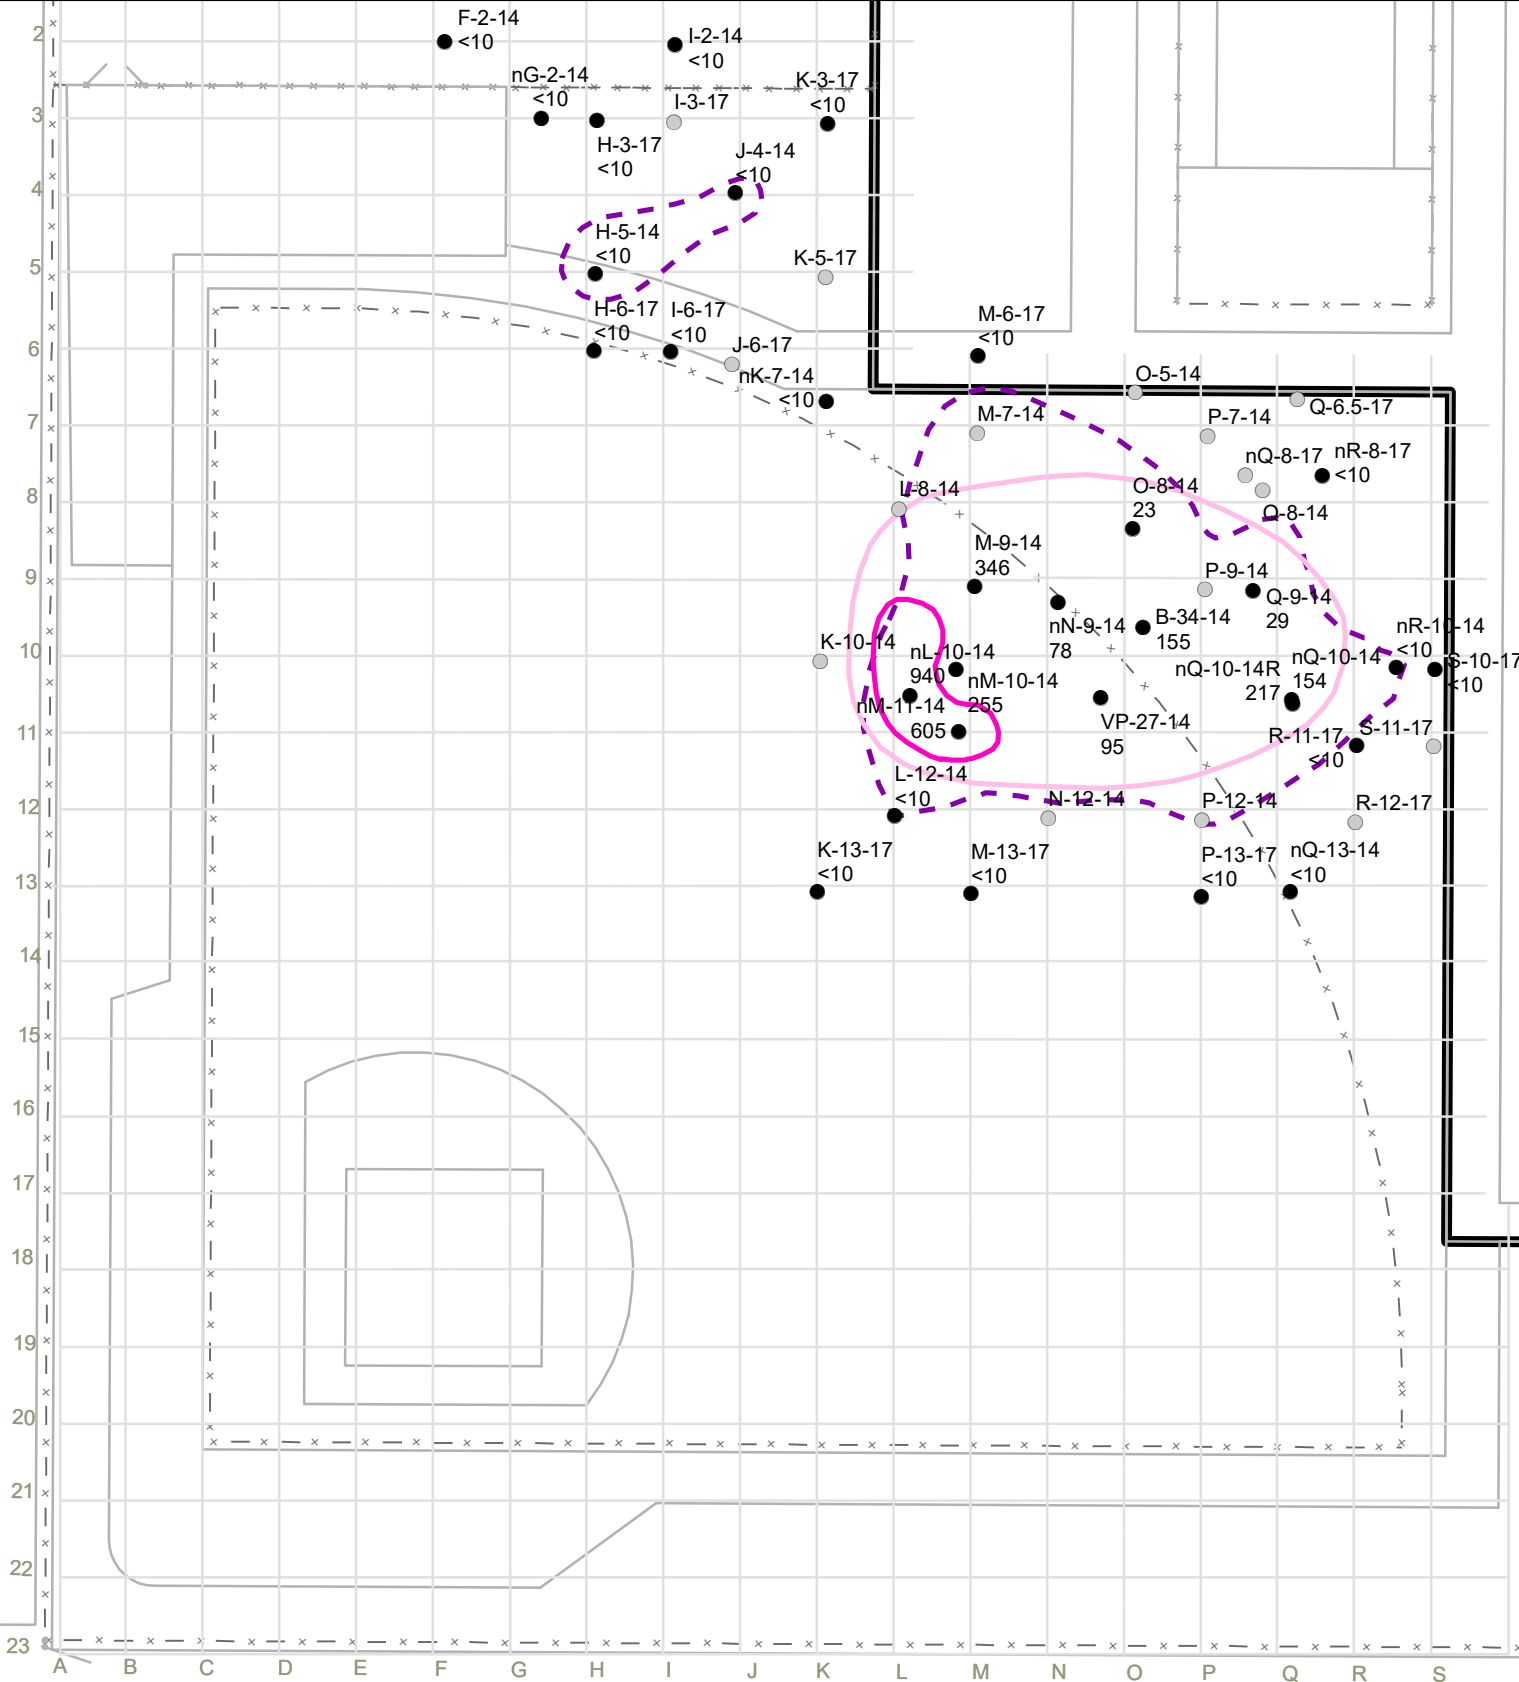 2
F-2-14
<10
I-2-14
<10
nG-2-14
<10
K-3-17
<10
3
I-3-17
H-3-17
<10
J-4-14
<10
4
H-5-14
<10
5
K-5-17
H-6-17
<10
I-6-17
<10
M-6-17
<10
6
J-6-17
nK-7-14
<10
O-5-14
Q-6.5-17
7
M-7-14
P-7-14
nQ-8-17
nR-8-17
<10
8
L-8-14
O-8-14
23
Q-8-14
M-9-14
346
9
P-9-14
Q-9-14
29
nN-9-14
78
B-34-14
155
10
K-10-14
nL-10-14
940
nM-10-14
255
nQ-10-14R
217
nQ-10-14
154
nR-10-14
<10
S-10-17
<10
nM-11-14
605
11
VP-27-14
95
R-11-17
<10
S-11-17
L-12-14
<10
12
N-12-14
P-12-14
R-12-17
K-13-17
<10
M-13-17
<10
P-13-17
<10
nQ-13-14
<10
13
14
15
16
17
18
19
20
21
22
23
A B C D E F G H I J K L M N O P Q R S